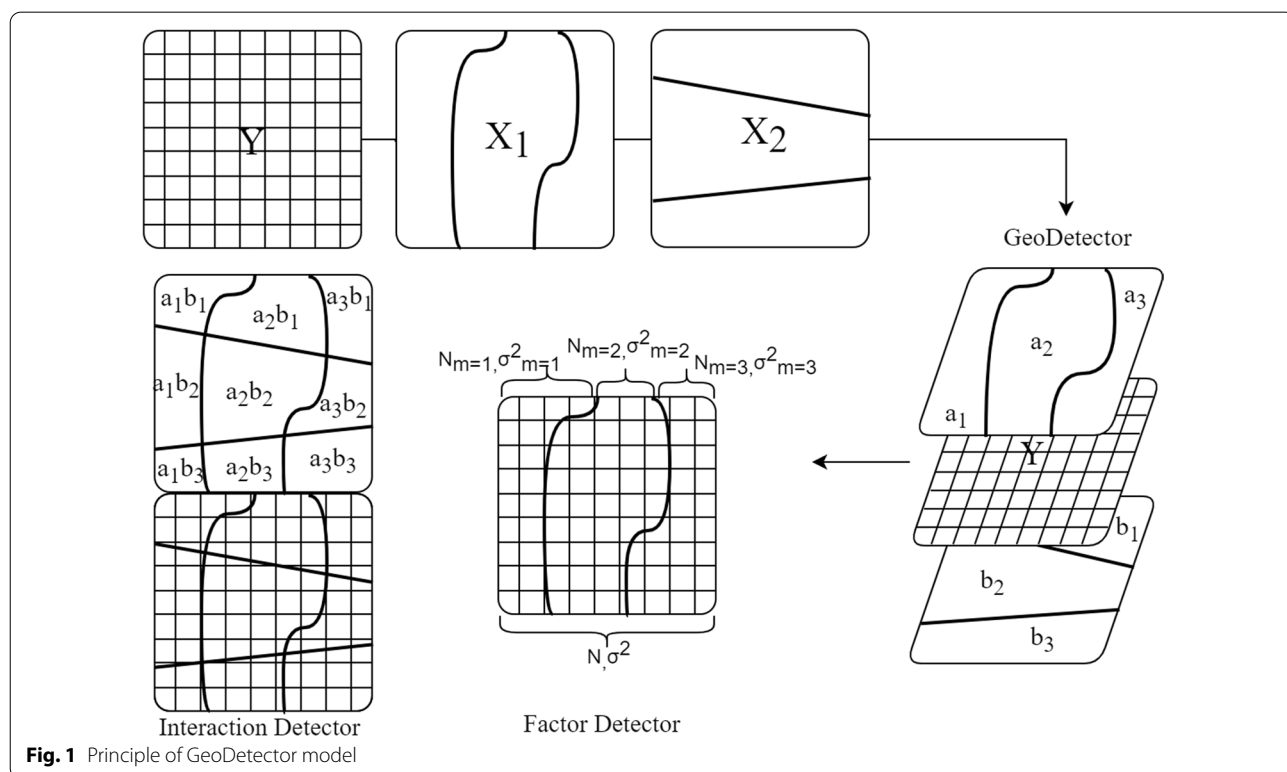 Y
X₁
X₂
GeoDetector
a₁b₁
a₂b₁
a₃b₁
a₁b₂
a₂b₂
a₃b₂
a₁b₃
a₂b₃
a₃b₃
Interaction Detector
Nₘ₌₁,σ²ₘ₌₁
Nₘ₌₂,σ²ₘ₌₂
Nₘ₌₃,σ²ₘ₌₃
N,σ²
Factor Detector
a₁
a₂
a₃
Y
b₁
b₂
b₃
Fig. 1 Principle of GeoDetector model